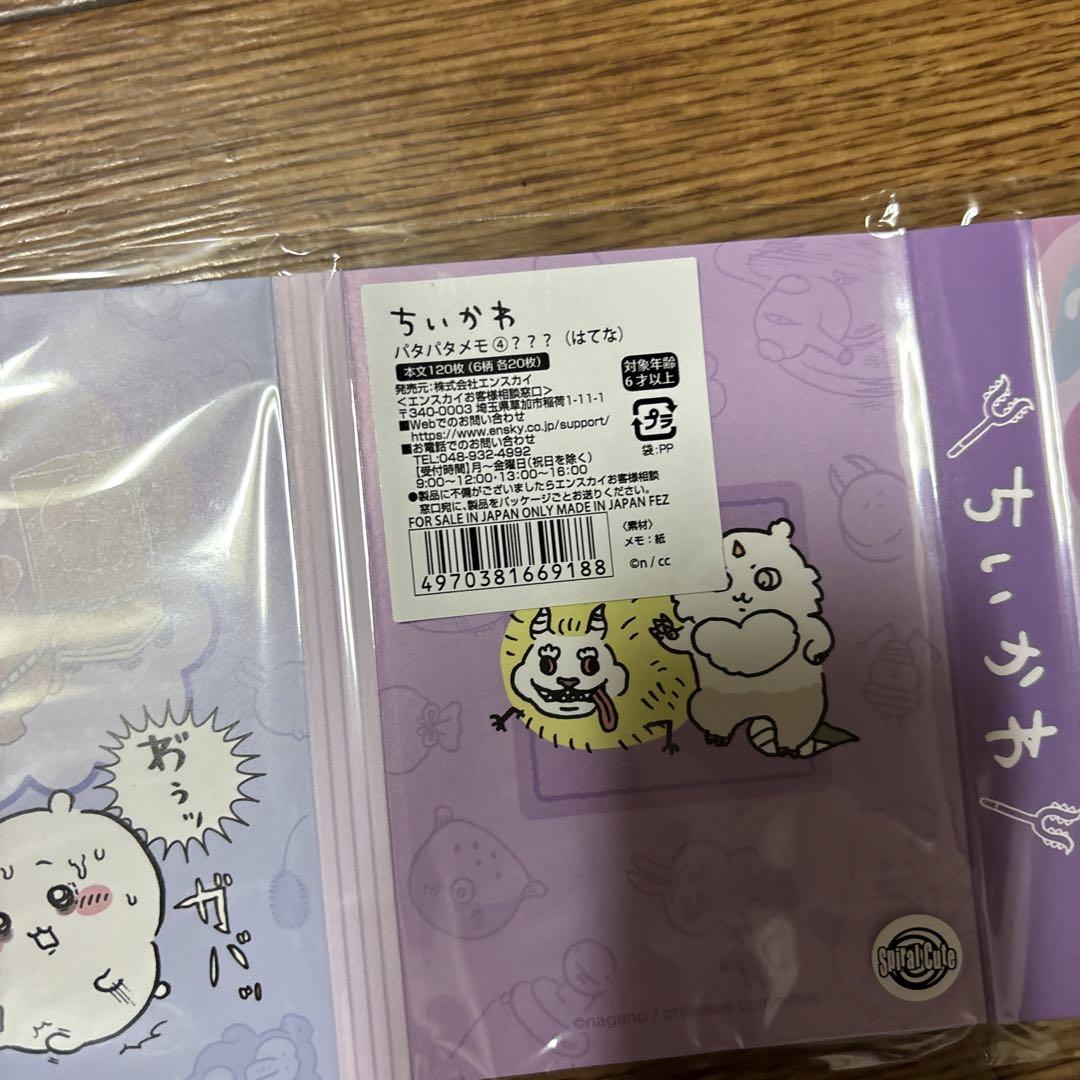 ちいかわ
パタパタメモ④???(はてな)
本文120枚(6柄 各20枚)
発売元:株式会社エンスカイ
<エンスカイお客様相談窓口>
〒340-0003 埼玉県草加市稲荷1-11-1
■Webでのお問い合わせ
https://www.ensky.co.jp/support/
■お電話でのお問い合わせ
TEL:048-932-4992
【受付時間】月~金曜日(祝日を除く)
9:00~12:00・13:00~16:00
●製品に不備がございましたらエンスカイお客様相談
窓口宛に、製品をパッケージごとお送りください。
FOR SALE IN JAPAN ONLY MADE IN JAPAN FEZ
対象年齢
6才以上
プラ
袋:PP
〈素材〉
メモ:紙
©n / cc
4970381669188
ちいかわ
Spiral Cute
©nagano / chiikawa committee